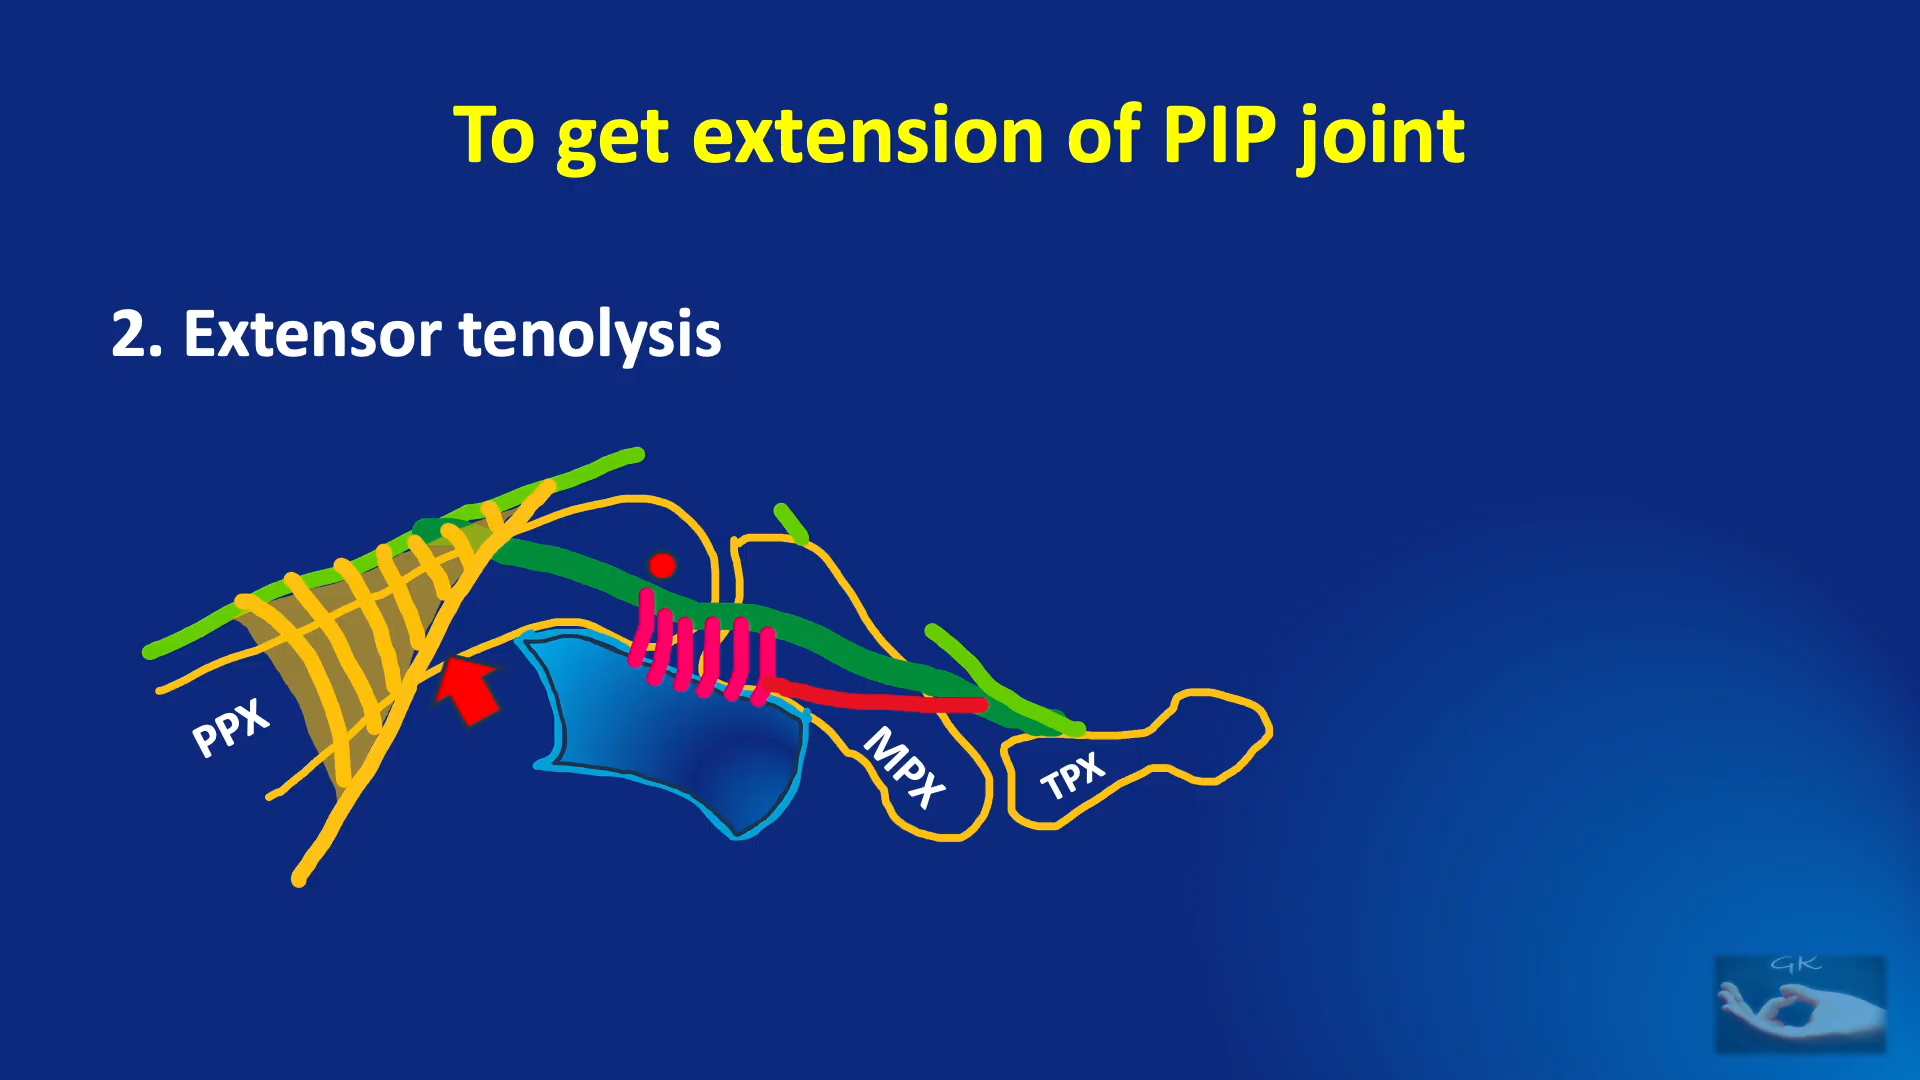 To get extension of PIP joint
2. Extensor tenolysis
PPX
MPX
TPX
GK